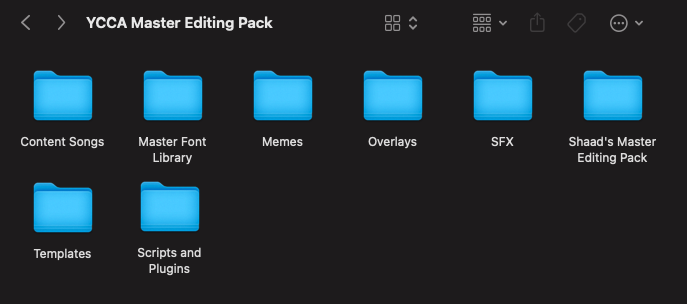 YCCA Master Editing Pack
Content Songs
Master Font
Library
Memes
Overlays
SFX
Shaad's Master
Editing Pack
Templates
Scripts and
Plugins